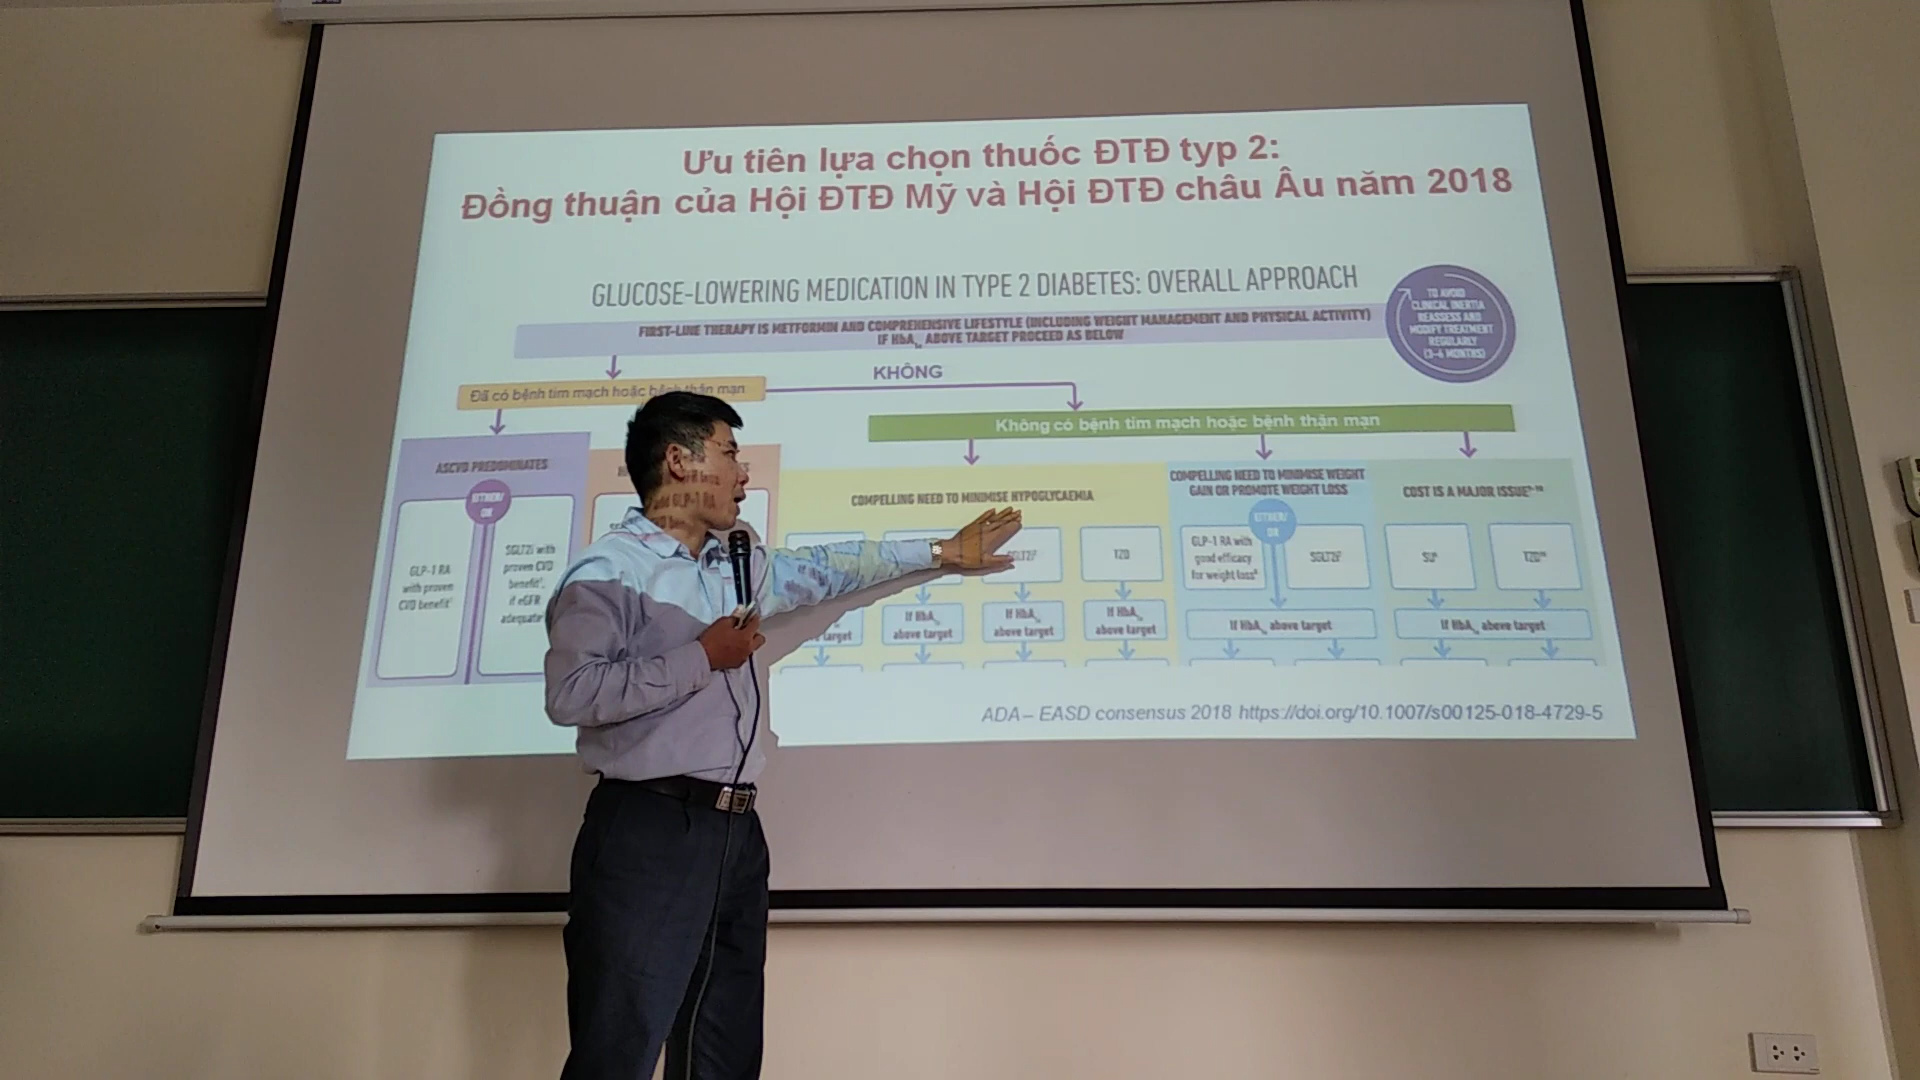 Ưu tiên lựa chọn thuốc ĐTĐ typ 2:
Đồng thuận của Hội ĐTĐ Mỹ và Hội ĐTĐ châu Âu năm 2018
GLUCOSE-LOWERING MEDICATION IN TYPE 2 DIABETES: OVERALL APPROACH
FIRST-LINE THERAPY IS METFORMIN AND COMPREHENSIVE LIFESTYLE (INCLUDING WEIGHT MANAGEMENT AND PHYSICAL ACTIVITY)
IF HbA1c ABOVE TARGET PROCEED AS BELOW
TO AVOID
CLINICAL INERTIA
REASSESS AND
MODIFY TREATMENT
REGULARLY
(3–6 MONTHS)
KHÔNG
Đã có bệnh tim mạch hoặc bệnh thận mạn
Không có bệnh tim mạch hoặc bệnh thận mạn
ASCVD PREDOMINATES
EITHER/
OR
GLP-1 RA
with proven
CVD benefit
SGLT2i with
proven CVD
benefit
if eGFR
adequate
COMPELLING NEED TO MINIMISE HYPOGLYCAEMIA
SGLT2i
TZD
target
If HbA1c
above target
If HbA1c
above target
If HbA1c
above target
COMPELLING NEED TO MINIMISE WEIGHT
GAIN OR PROMOTE WEIGHT LOSS
EITHER/
OR
GLP-1 RA with
good efficacy
for weight loss
SGLT2i
If HbA1c above target
COST IS A MAJOR ISSUE
SU
TZD
If HbA1c above target
ADA – EASD consensus 2018 https://doi.org/10.1007/s00125-018-4729-5